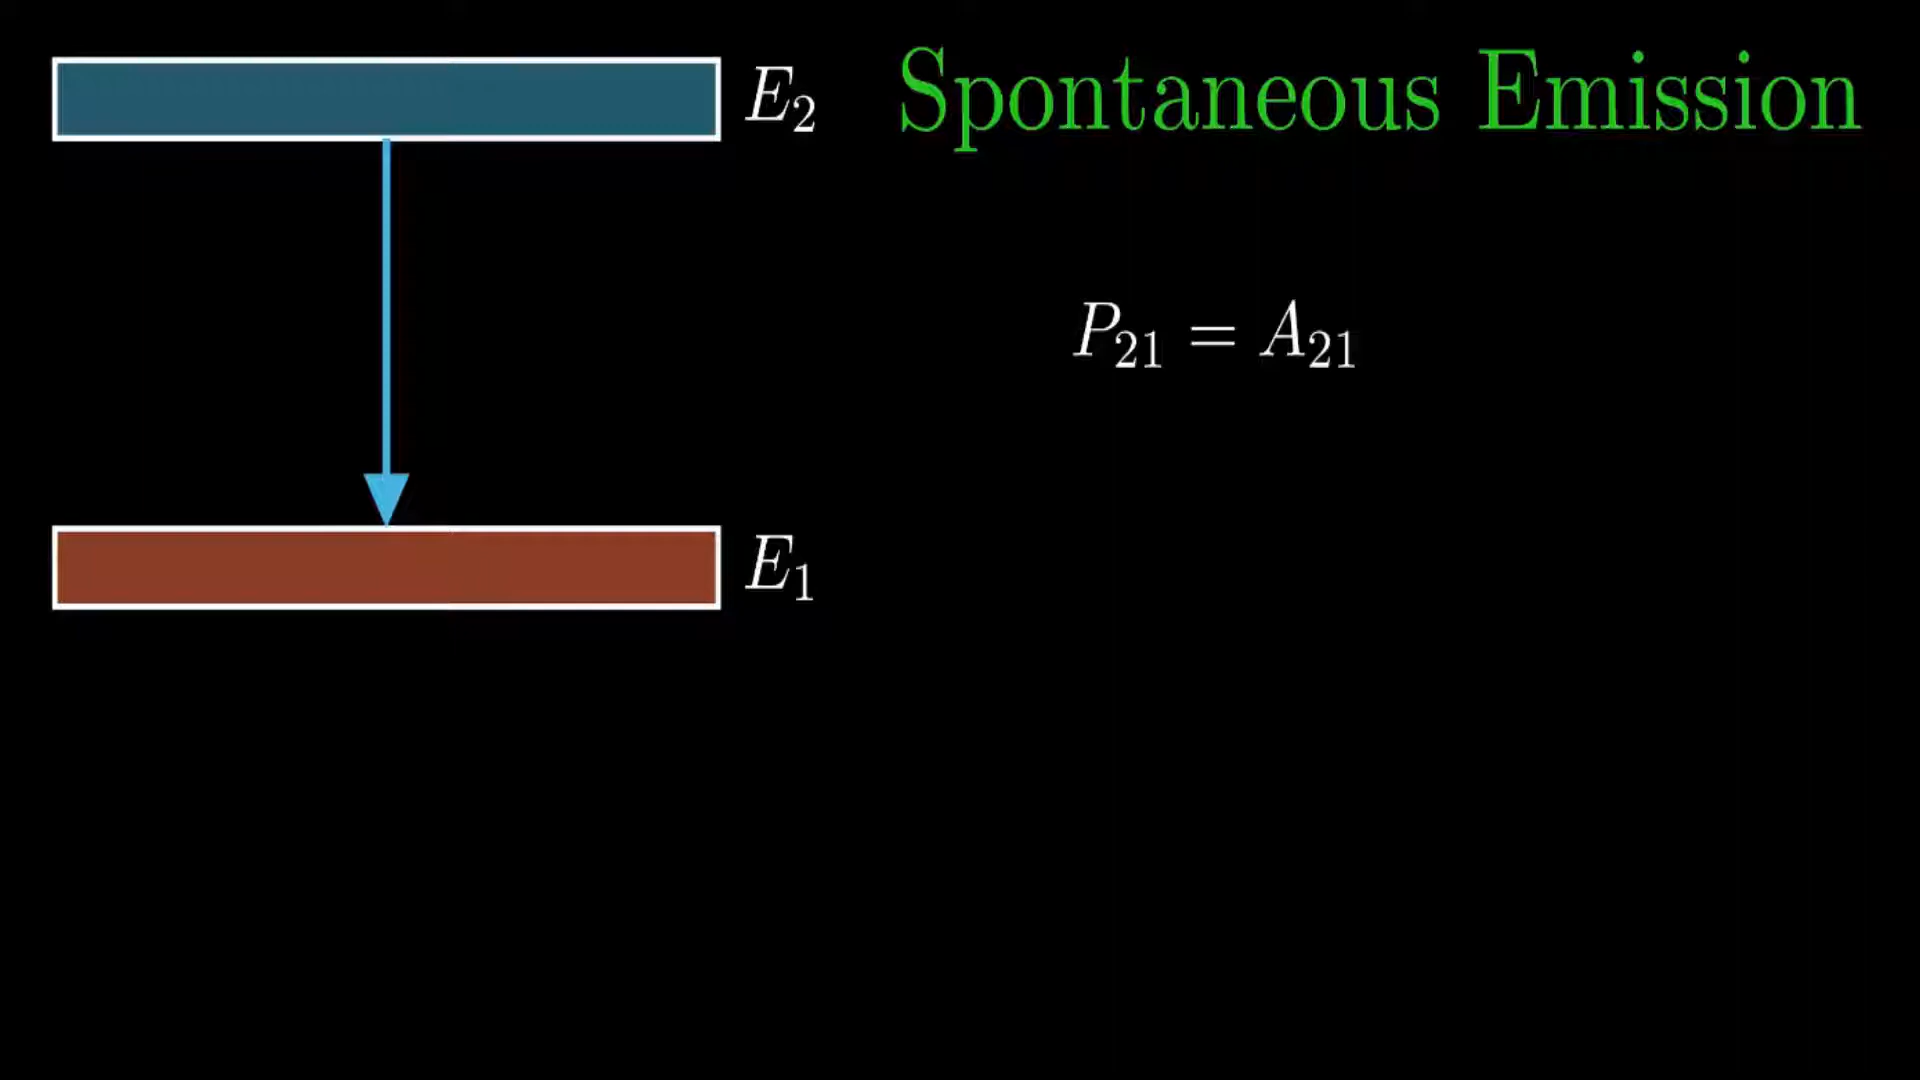 E₂ Spontaneous Emission
P₂₁ = A₂₁
E₁